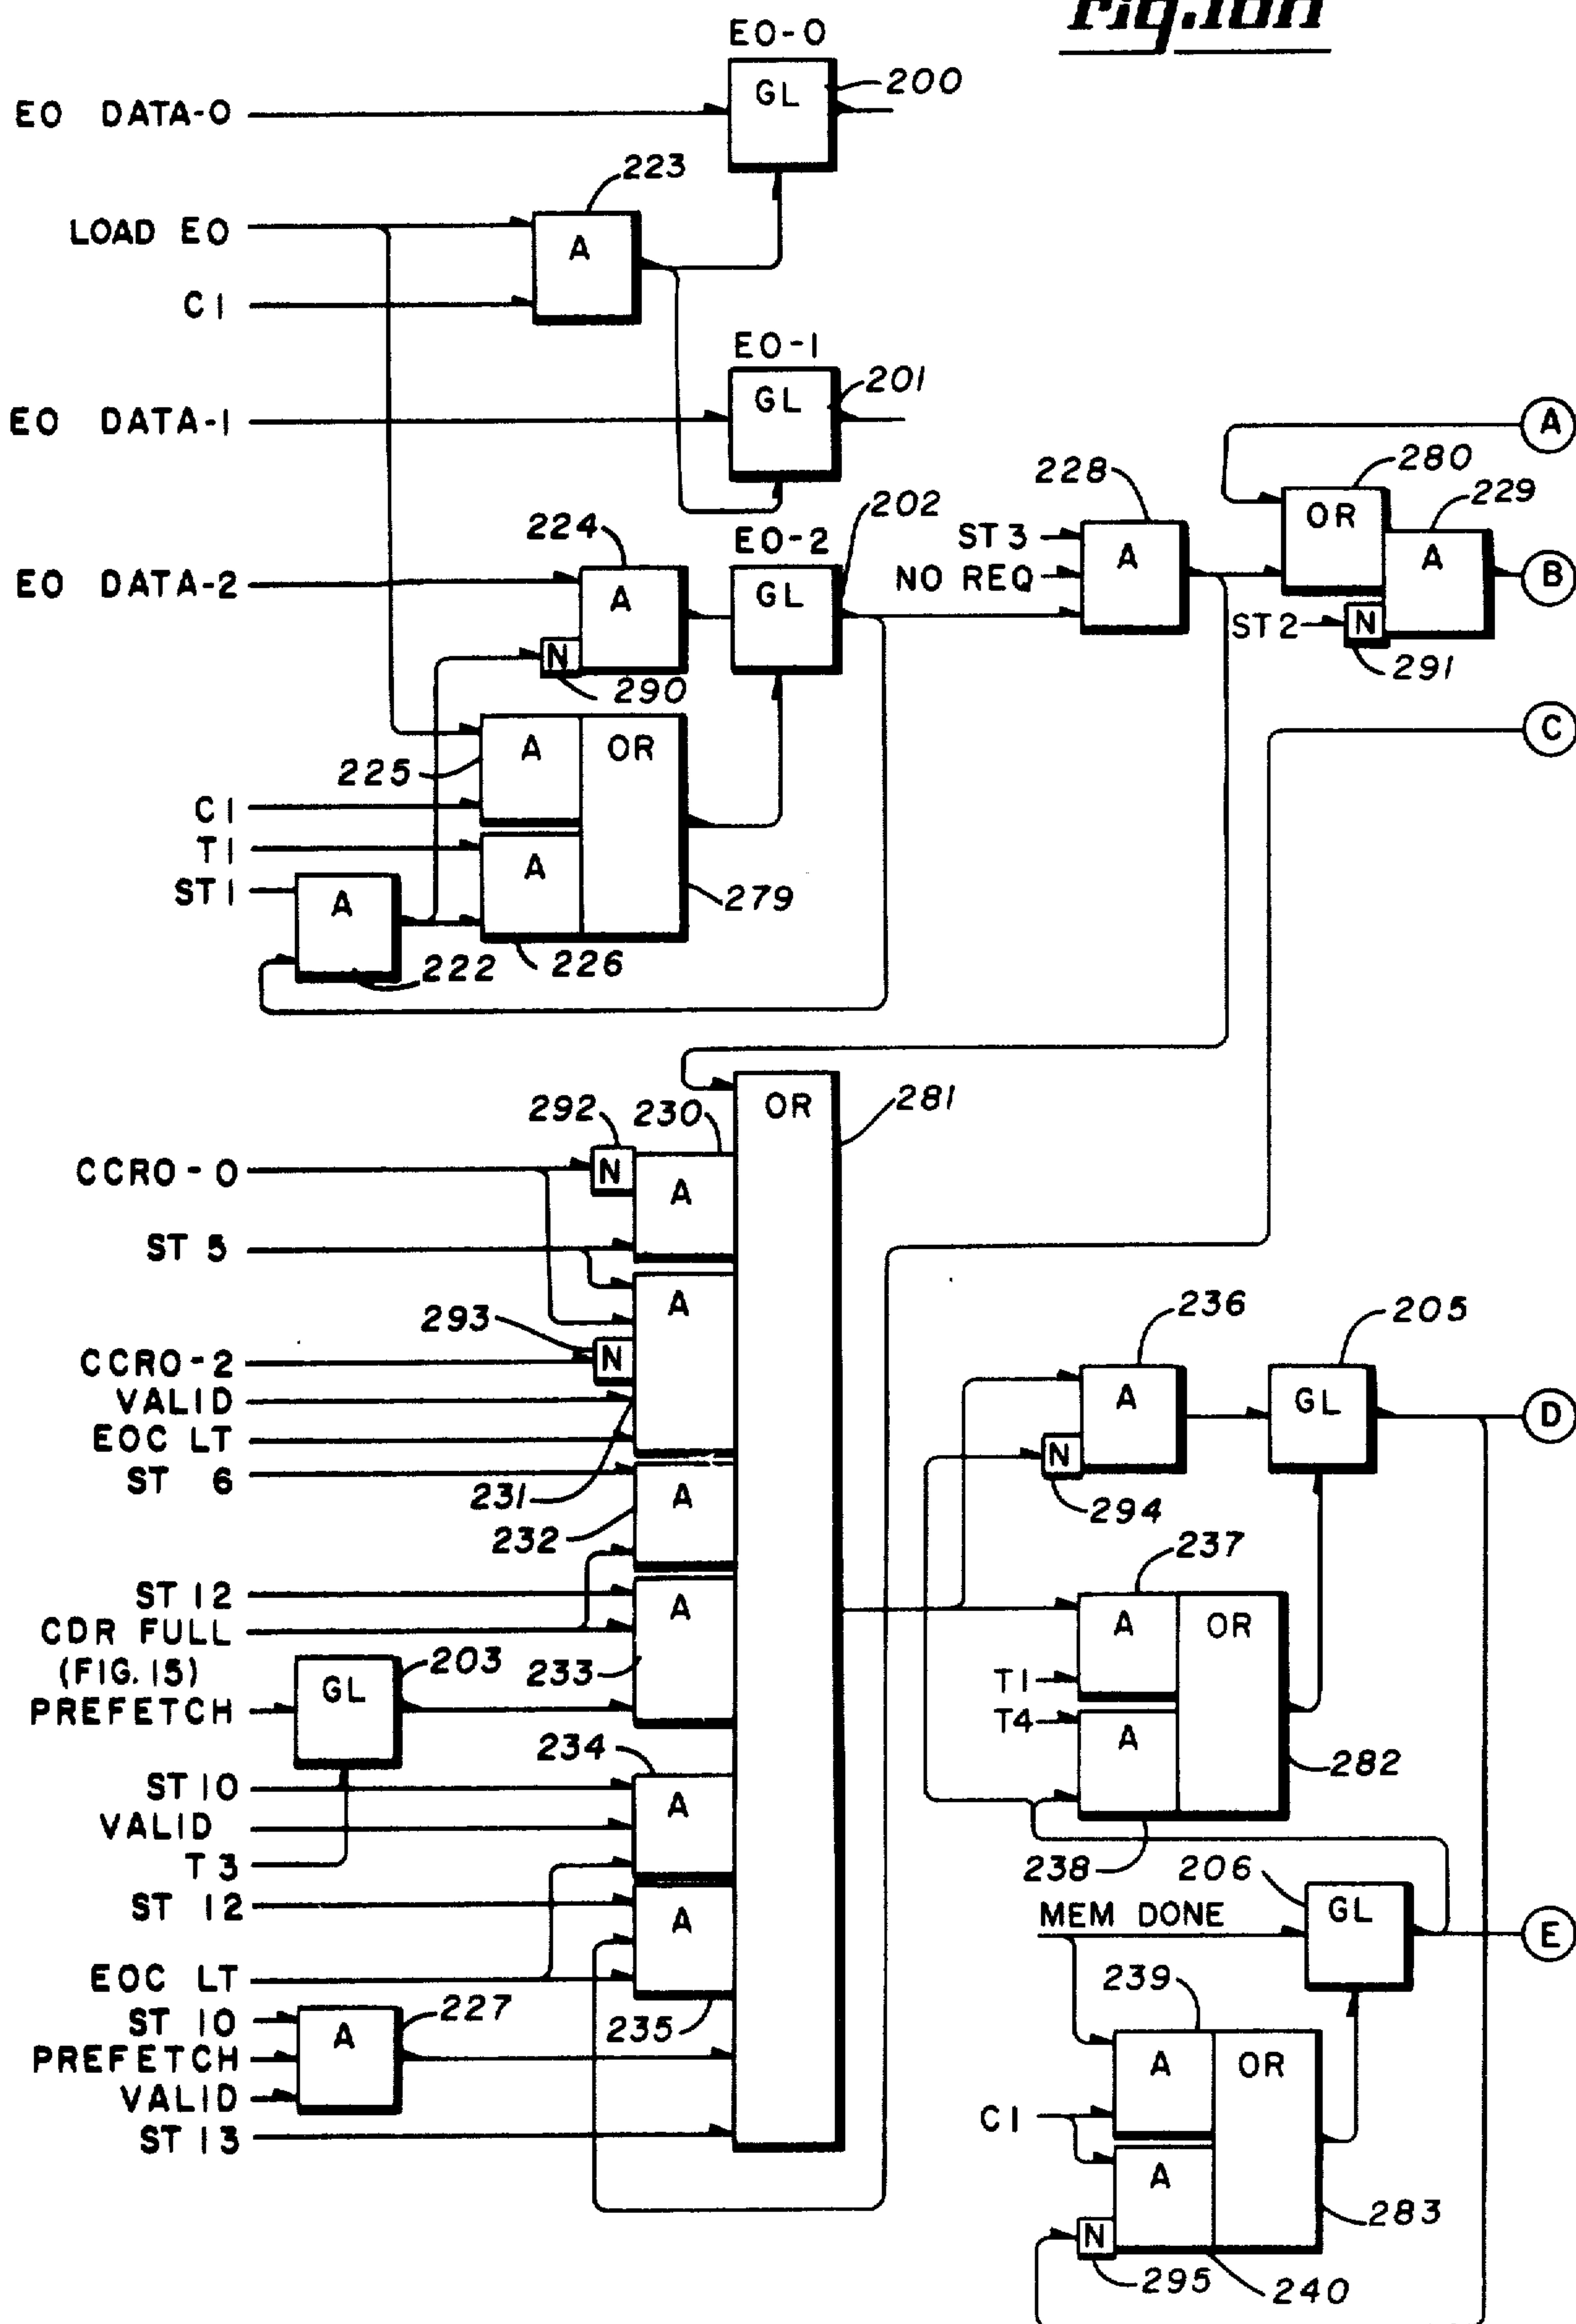 EO-0
EO DATA-0
GL
200
223
LOAD EO
A
C1
EO-1
GL
201
EO DATA-1
A
228
280
229
224
EO-2
202
OR
ST3
A
A
EO DATA-2
A
GL
NO REQ
B
ST2
N
N
290
291
C
A
OR
225
C1
T1
A
ST1
A
279
222
226
292
230
OR
281
CCRO-0
N
A
ST 5
236
205
293
A
CCRO-2
N
VALID
A
GL
D
EOC LT
N
ST 6
231
A
294
232
237
ST 12
A
A
OR
CDR FULL
(FIG. 15)
203
233
T1
GL
PREFETCH
T4
234
A
282
ST 10
A
VALID
T3
238
206
ST 12
A
MEM DONE
GL
E
EOC LT
239
ST 10
227
235
A
PREFETCH
A
OR
VALID
C1
ST 13
A
283
N
295
240